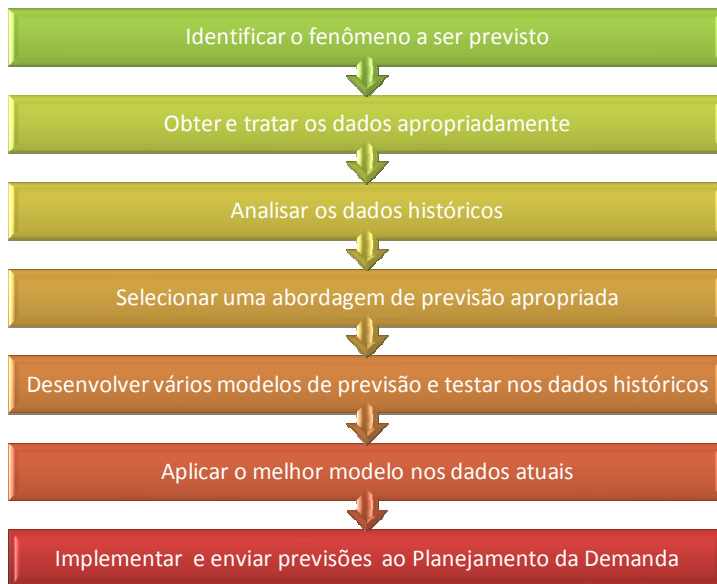 Identificar o fenômeno a ser previsto
Obter e tratar os dados apropriadamente
Analisar os dados históricos
Selecionar uma abordagem de previsão apropriada
Desenvolver vários modelos de previsão e testar nos dados históricos
Aplicar o melhor modelo nos dados atuais
Implementar e enviar previsões ao Planejamento da Demanda